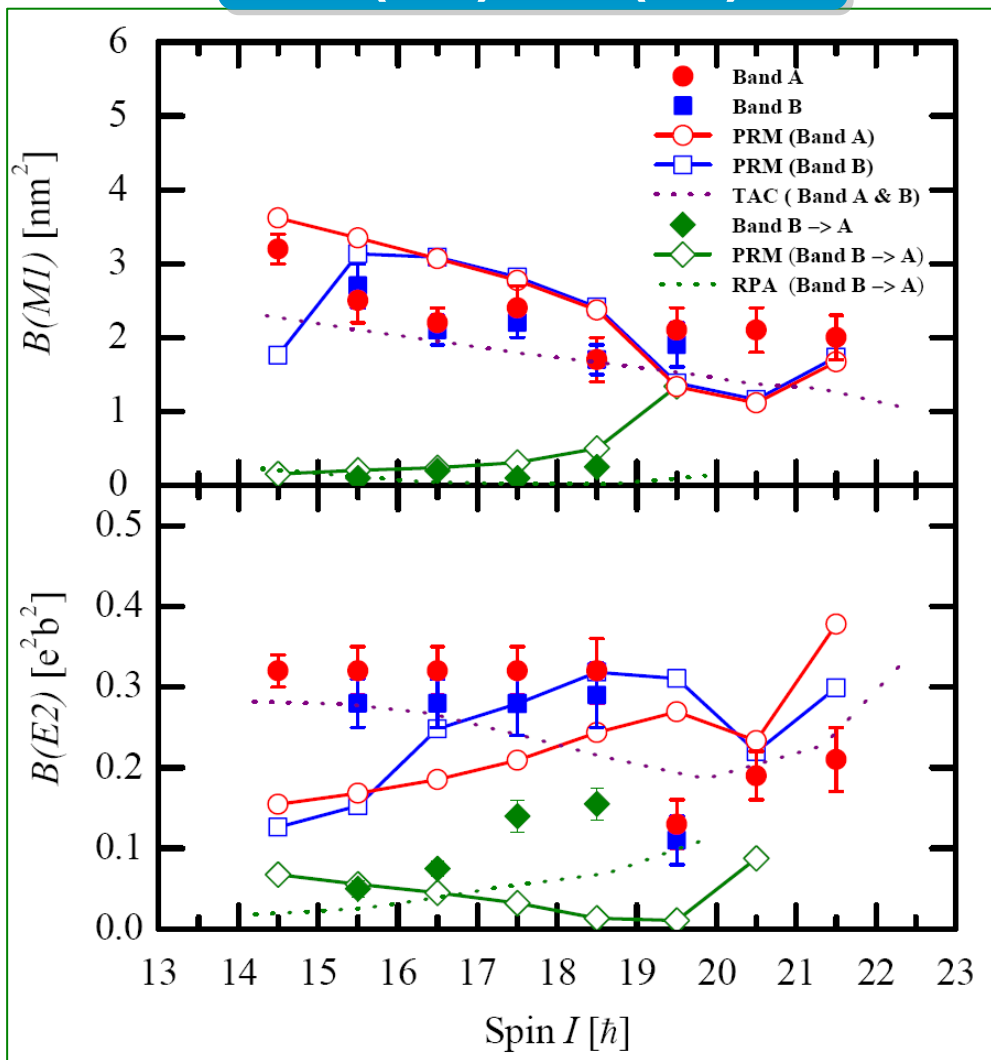 6
5
4
3
2
1
0
B(M1) [nm²]
Band A
Band B
PRM (Band A)
PRM (Band B)
TAC ( Band A & B)
Band B –> A
PRM (Band B –> A)
RPA (Band B –> A)
0.5
0.4
0.3
0.2
0.1
0.0
B(E2) [e²b²]
13 14 15 16 17 18 19 20 21 22 23
Spin I [ħ]